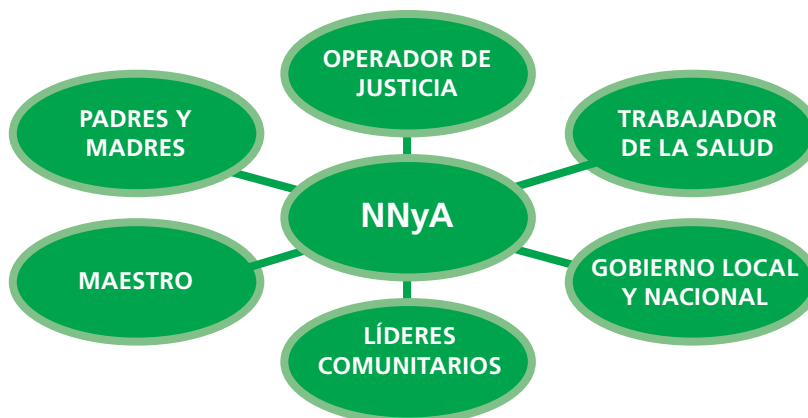 OPERADOR DE
JUSTICIA
PADRES Y
MADRES
TRABAJADOR
DE LA SALUD
NNyA
MAESTRO
GOBIERNO LOCAL
Y NACIONAL
LÍDERES
COMUNITARIOS